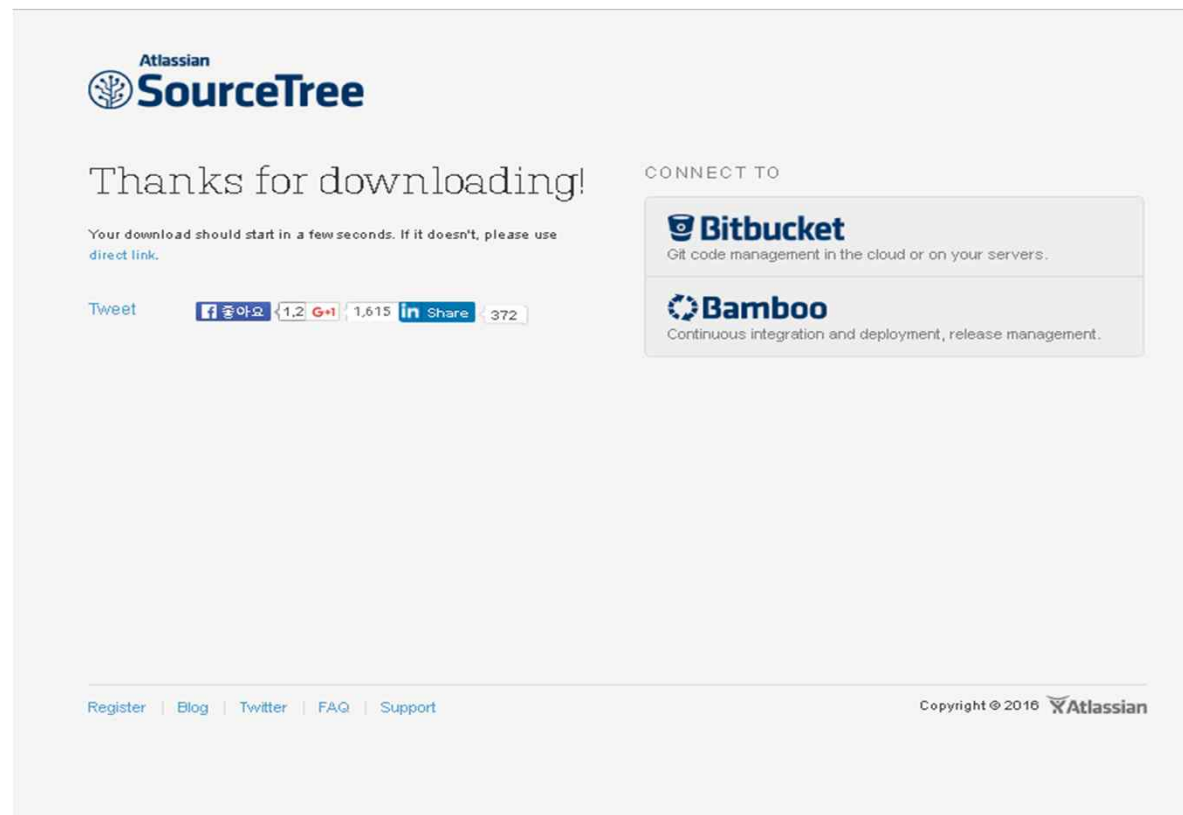 Atlassian
SourceTree
Thanks for downloading!
Your download should start in a few seconds. If it doesn't, please use
direct link.
Tweet
f 좋아요 1,2 G+1 1,615 in Share 372
CONNECT TO
Bitbucket
Git code management in the cloud or on your servers.
Bamboo
Continuous integration and deployment, release management.
Register | Blog | Twitter | FAQ | Support
Copyright © 2016 Atlassian